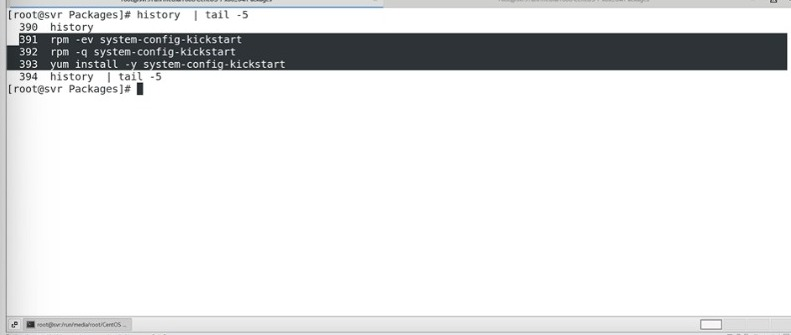 [root@svr Packages]# history  | tail -5
390  history
391  rpm -ev system-config-kickstart
392  rpm -q system-config-kickstart
393  yum install -y system-config-kickstart
394  history  | tail -5
[root@svr Packages]#
root@svr:/run/media/root/CentOS ...